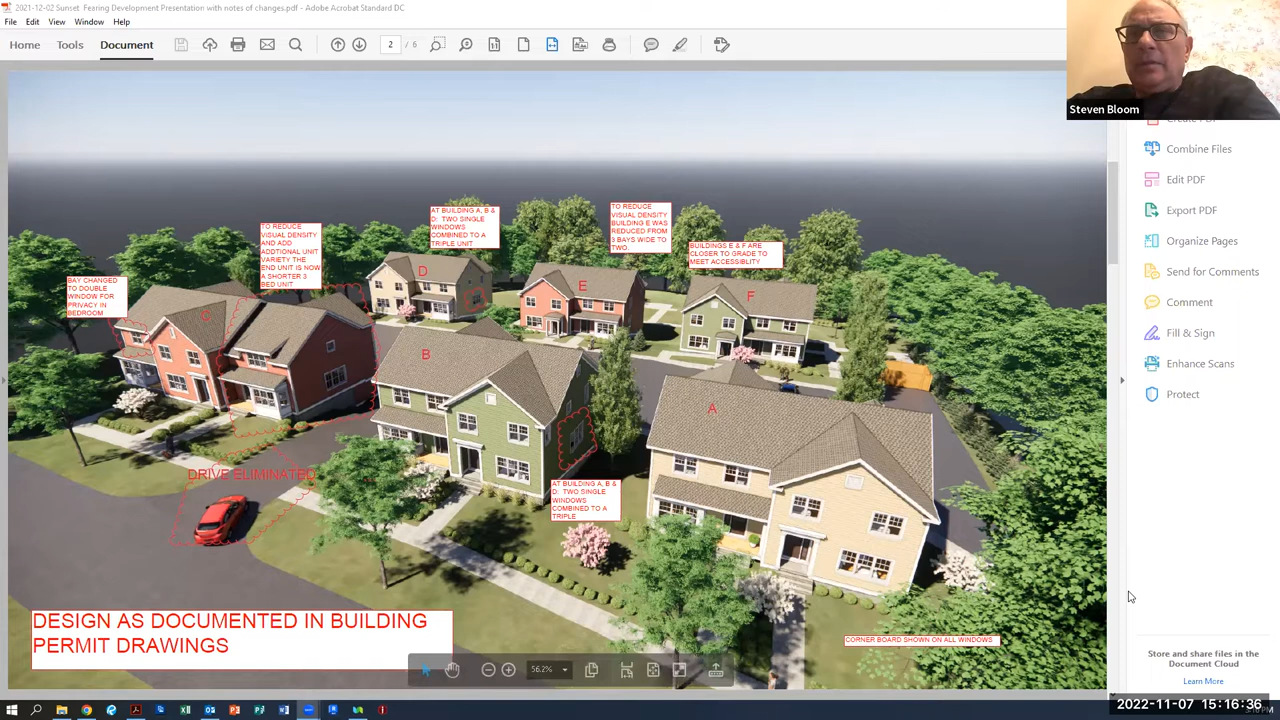 2021-12-02 Sunset Fearing Development Presentation with notes of changes.pdf - Adobe Acrobat Standard DC
File Edit View Window Help
Home Tools Document 2 / 6
Steven Bloom
Combine Files
Edit PDF
Export PDF
Organize Pages
Send for Comments
Comment
Fill & Sign
Enhance Scans
Protect
Store and share files in the
Document Cloud
Learn More
AT BUILDING A, B &
D: TWO SINGLE
WINDOWS
COMBINED TO A
TRIPLE UNIT
TO REDUCE
VISUAL DENSITY
BUILDING E WAS
REDUCED FROM
3 BAYS WIDE TO
TWO.
TO REDUCE
VISUAL DENSITY
AND ADD
ADDTIONAL UNIT
VARIETY THE
END UNIT IS NOW
A SHORTER 3
BED UNIT
BUILDINGS E & F ARE
CLOSER TO GRADE TO
MEET ACCESSIBLITY
BAY CHANGED
TO DOUBLE
WINDOW FOR
PRIVACY IN
BEDROOM
D
E
F
C
B
A
DRIVE ELIMINATED
AT BUILDING A, B &
D: TWO SINGLE
WINDOWS
COMBINED TO A
TRIPLE
DESIGN AS DOCUMENTED IN BUILDING
PERMIT DRAWINGS
CORNER BOARD SHOWN ON ALL WINDOWS
56.2%
2022-11-07 15:16:36